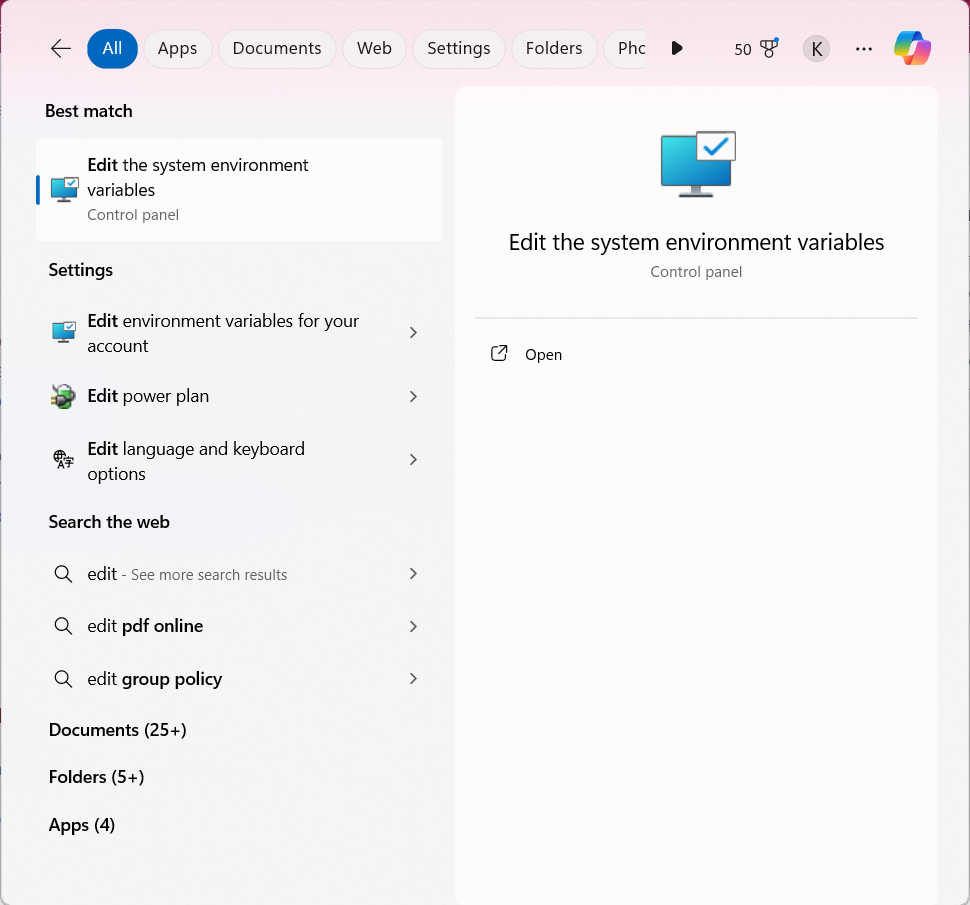 All
Apps
Documents
Web
Settings
Folders
Pho
50
K
Best match
Edit the system environment
variables
Control panel
Settings
Edit environment variables for your
account
Edit power plan
Edit language and keyboard
options
Search the web
edit - See more search results
edit pdf online
edit group policy
Documents (25+)
Folders (5+)
Apps (4)
Edit the system environment variables
Control panel
Open